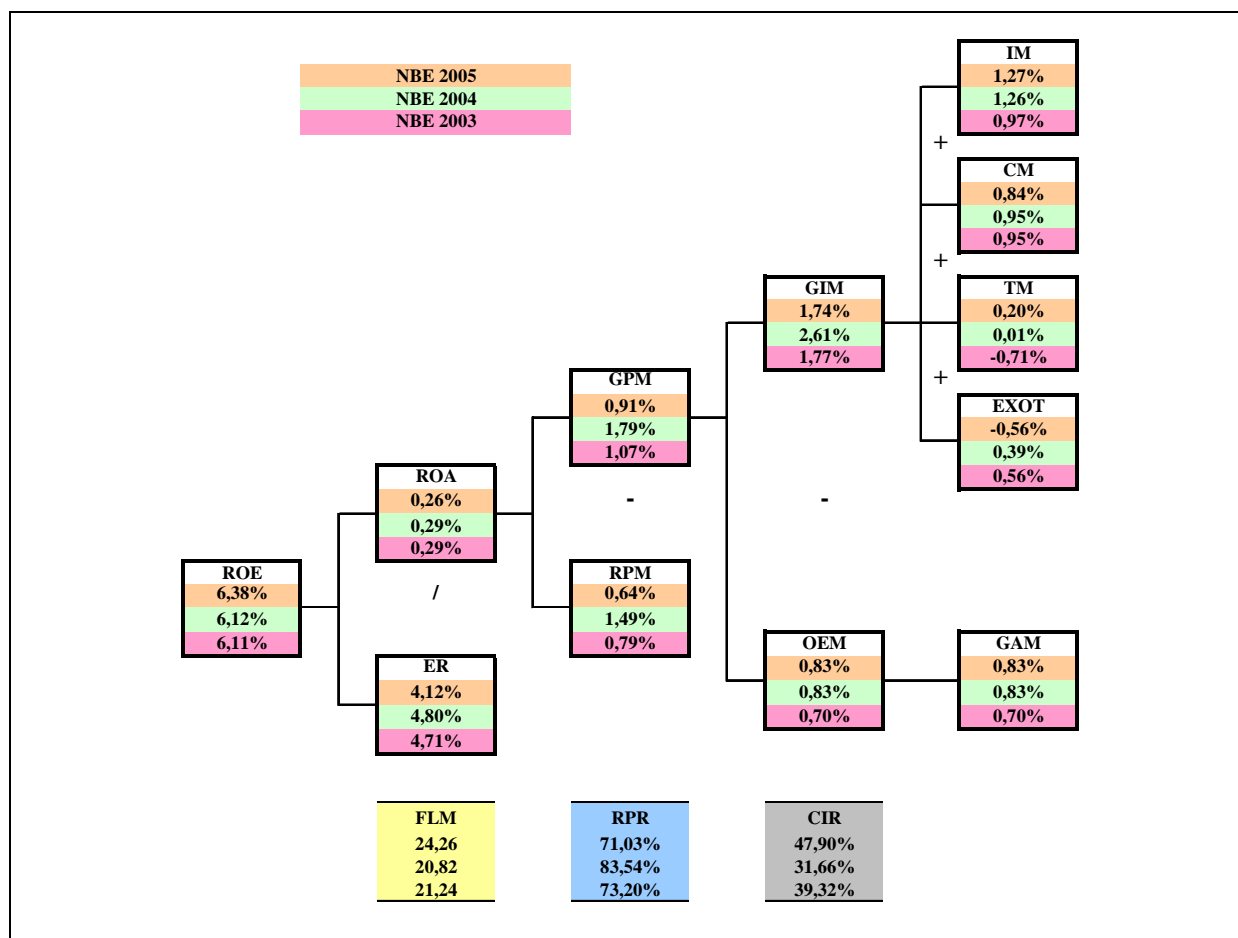 NBE 2005
NBE 2004
NBE 2003
IM
1,27%
1,26%
0,97%
+
CM
0,84%
0,95%
0,95%
+
GIM
1,74%
2,61%
1,77%
TM
0,20%
0,01%
-0,71%
+
GPM
0,91%
1,79%
1,07%
EXOT
-0,56%
0,39%
0,56%
ROA
0,26%
0,29%
0,29%
-
-
ROE
6,38%
6,12%
6,11%
/
RPM
0,64%
1,49%
0,79%
ER
4,12%
4,80%
4,71%
OEM
0,83%
0,83%
0,70%
GAM
0,83%
0,83%
0,70%
FLM
24,26
20,82
21,24
RPR
71,03%
83,54%
73,20%
CIR
47,90%
31,66%
39,32%